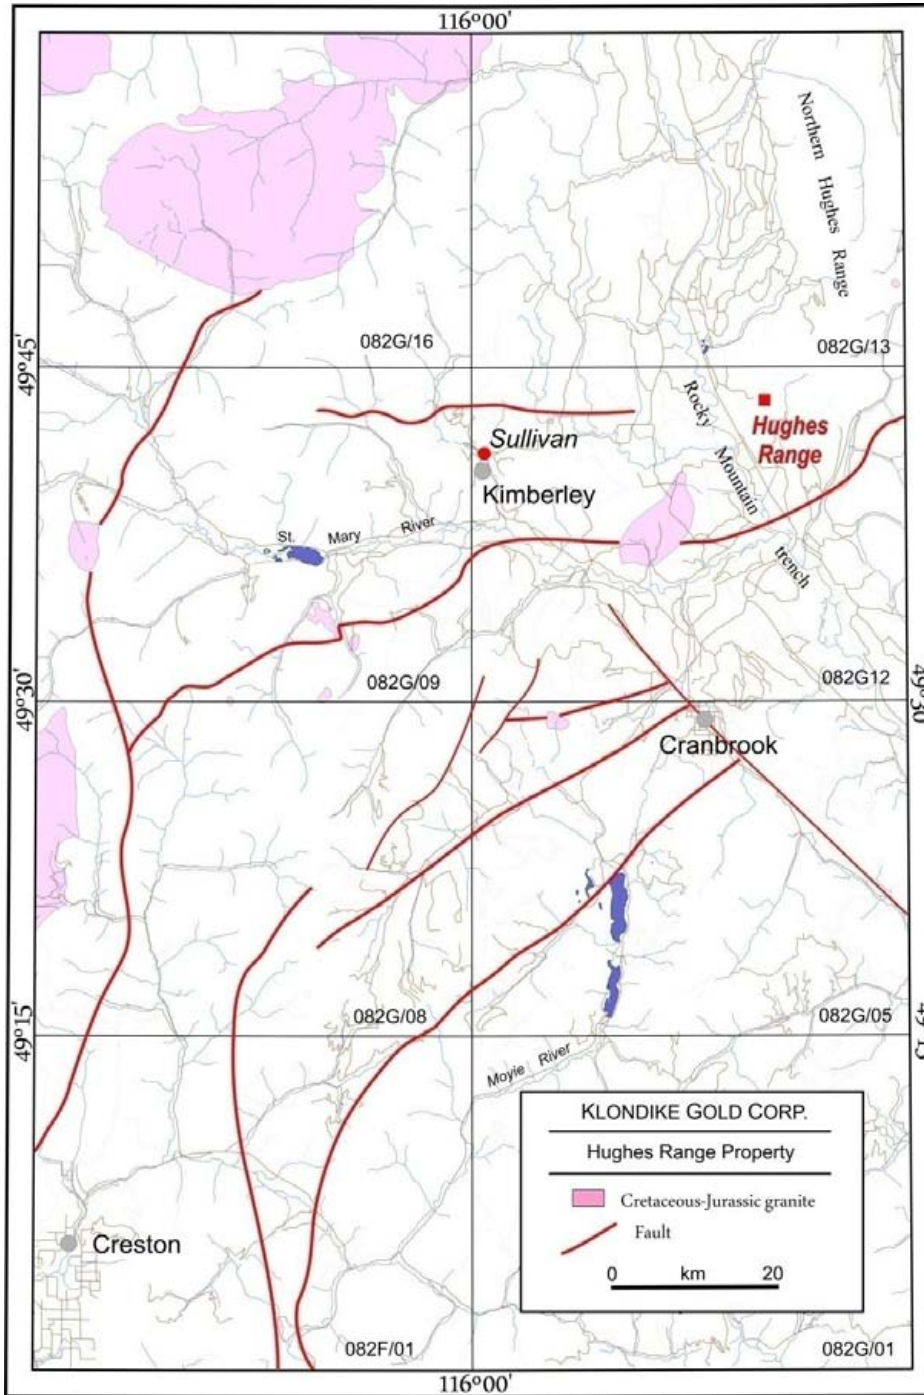 116°00'
Northern Hughes Range
49°45'
082G/16
082G/13
Rocky Mountain trench
Hughes
Range
Sullivan
Kimberley
St. Mary River
082G/09
082G12
49°30'
49°30
Cranbrook
082G/08
082G/05
49°15'
49°15
Moyie River
KLONDIKE GOLD CORP.
Hughes Range Property
Cretaceous-Jurassic granite
Fault
0 km 20
Creston
082F/01
082G/01
116°00'